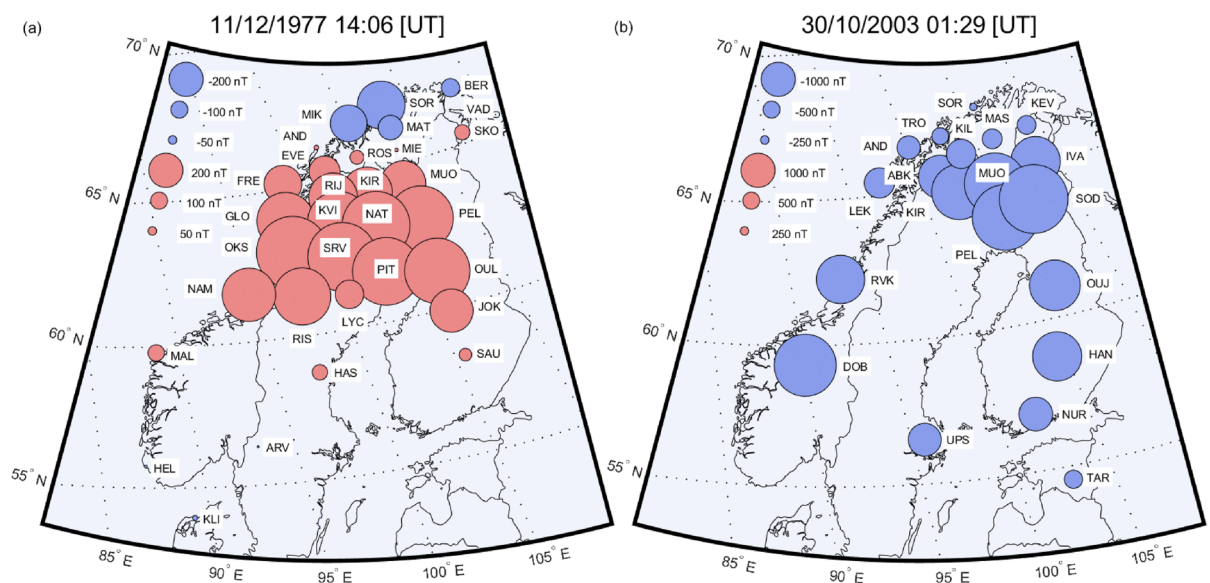 (a)
11/12/1977 14:06 [UT]
70°N
65°N
60°N
55°N
85°E
90°E
95°E
100°E
105°E
-200 nT
-100 nT
-50 nT
200 nT
100 nT
50 nT
BER
SOR
VAD
MIK
MAT
SKO
AND
MIE
EVE
ROS
FRE
RIJ
KIR
MUO
GLO
KVI
NAT
PEL
OKS
SRV
PIT
OUL
NAM
LYC
JOK
RIS
MAL
SAU
HAS
ARV
HEL
KLI
(b)
30/10/2003 01:29 [UT]
70°N
65°N
60°N
55°N
85°E
90°E
95°E
100°E
105°E
-1000 nT
-500 nT
-250 nT
1000 nT
500 nT
250 nT
SOR
KEV
TRO
MAS
KIL
AND
IVA
ABK
MUO
LEK
KIR
SOD
PEL
RVK
OUJ
DOB
HAN
NUR
UPS
TAR